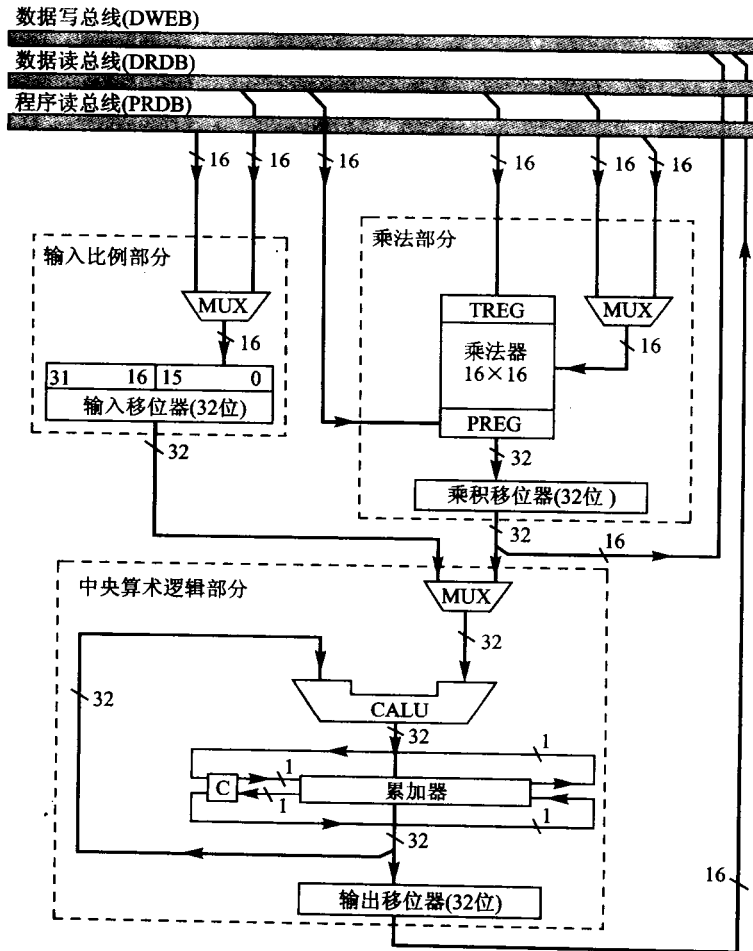 数据写总线(DWEB)
数据读总线(DRDB)
程序读总线(PRDB)
16
16
16
16
16
16
输入比例部分
乘法部分
MUX
TREG
MUX
16
乘法器
16×16
16
31 16 15 0
输入移位器(32位)
PREG
32
32
乘积移位器(32位)
32
16
中央算术逻辑部分
MUX
32
32
CALU
32
1
C
1
1
累加器
1
32
16
输出移位器(32位)